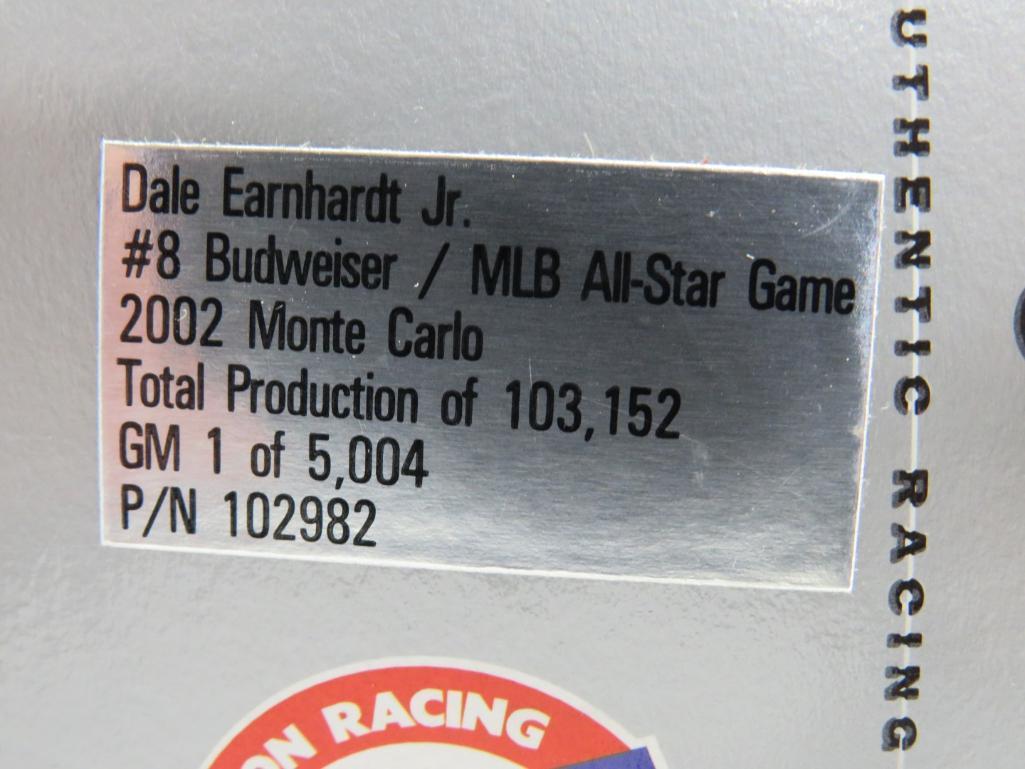 Dale Earnhardt Jr.
#8 Budweiser / MLB All-Star Game
2002 Monte Carlo
Total Production of 103,152
GM 1 of 5,004
P/N 102982
UTHENTIC RACING
ON RACING